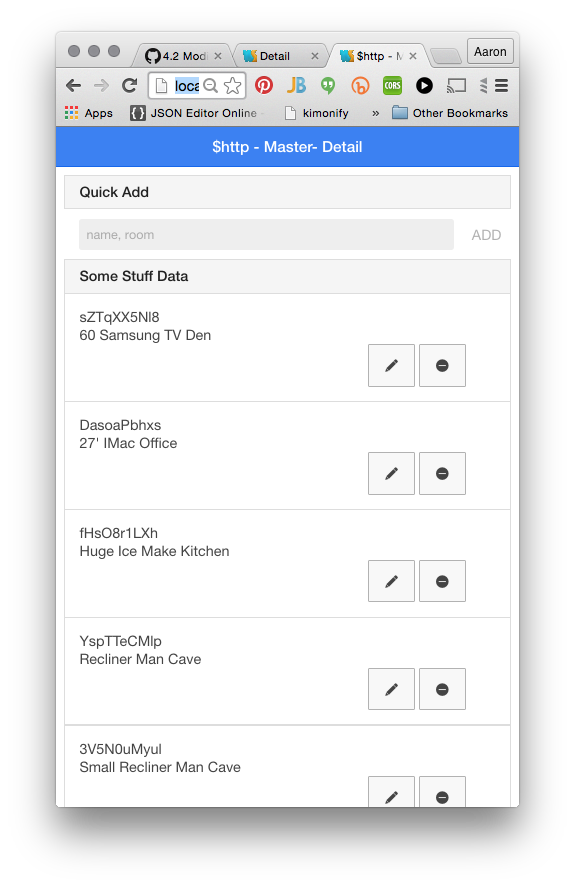 4.2 Modi
Detail
$http - M
Aaron
loca
CORS
Apps
JSON Editor Online
kimonify
»
Other Bookmarks
$http - Master- Detail
Quick Add
name, room
ADD
Some Stuff Data
sZTqXX5Nl8
60 Samsung TV Den
DasoaPbhxs
27' IMac Office
fHsO8r1LXh
Huge Ice Make Kitchen
YspTTeCMlp
Recliner Man Cave
3V5N0uMyul
Small Recliner Man Cave